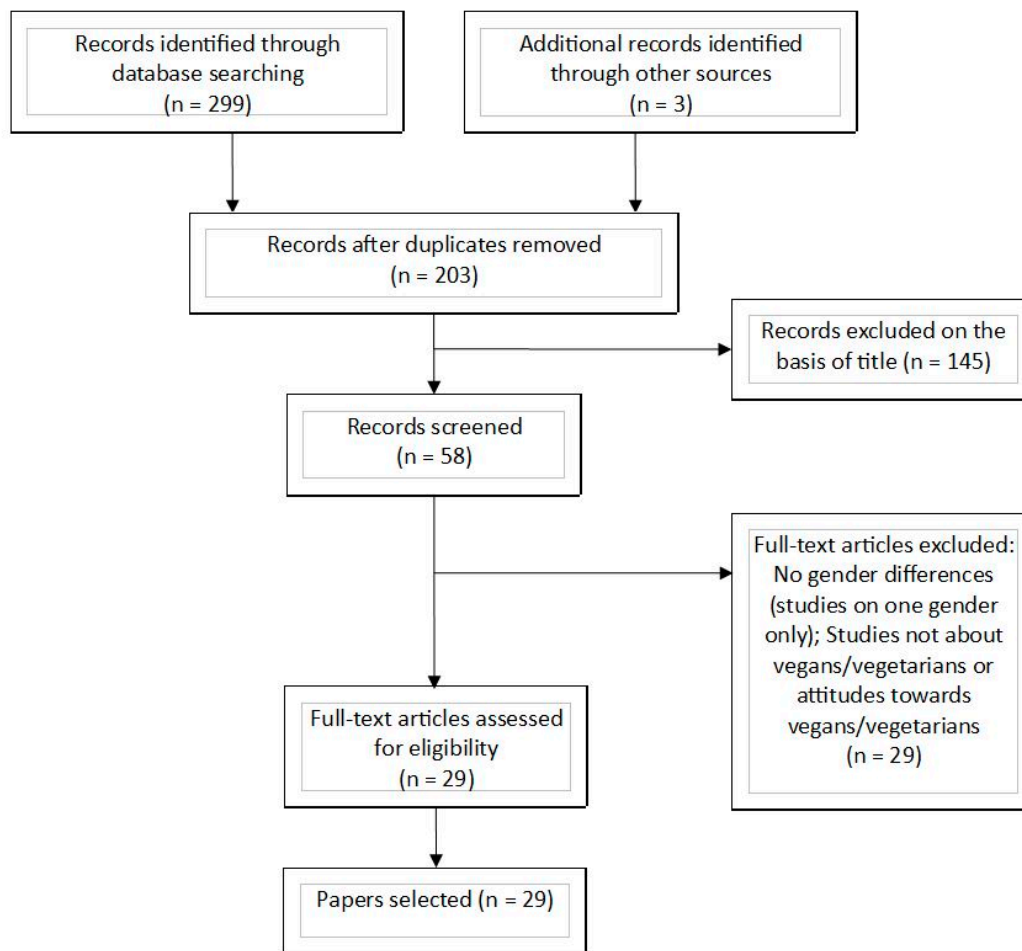 Records identified through
database searching
(n = 299)
Additional records identified
through other sources
(n = 3)
Records after duplicates removed
(n = 203)
Records excluded on the
basis of title (n = 145)
Records screened
(n = 58)
Full-text articles excluded:
No gender differences
(studies on one gender
only); Studies not about
vegans/vegetarians or
attitudes towards
vegans/vegetarians
(n = 29)
Full-text articles assessed
for eligibility
(n = 29)
Papers selected (n = 29)